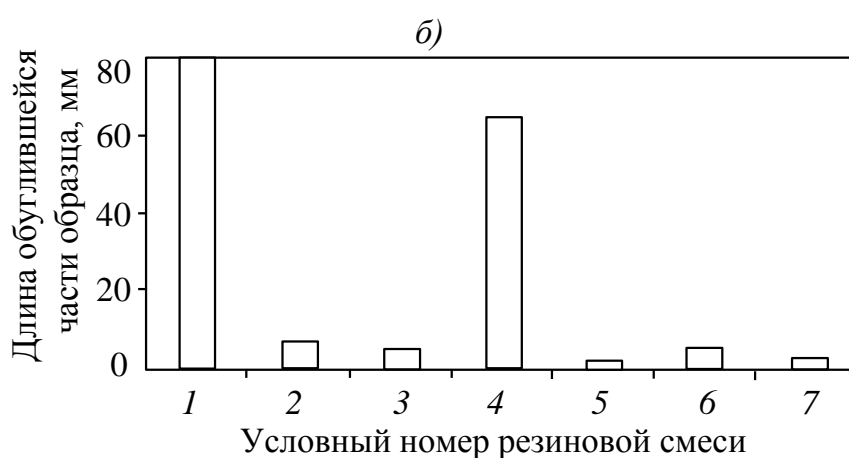 б)
Длина обуглившейся
части образца, мм
80
60
40
20
0
1 2 3 4 5 6 7
Условный номер резиновой смеси